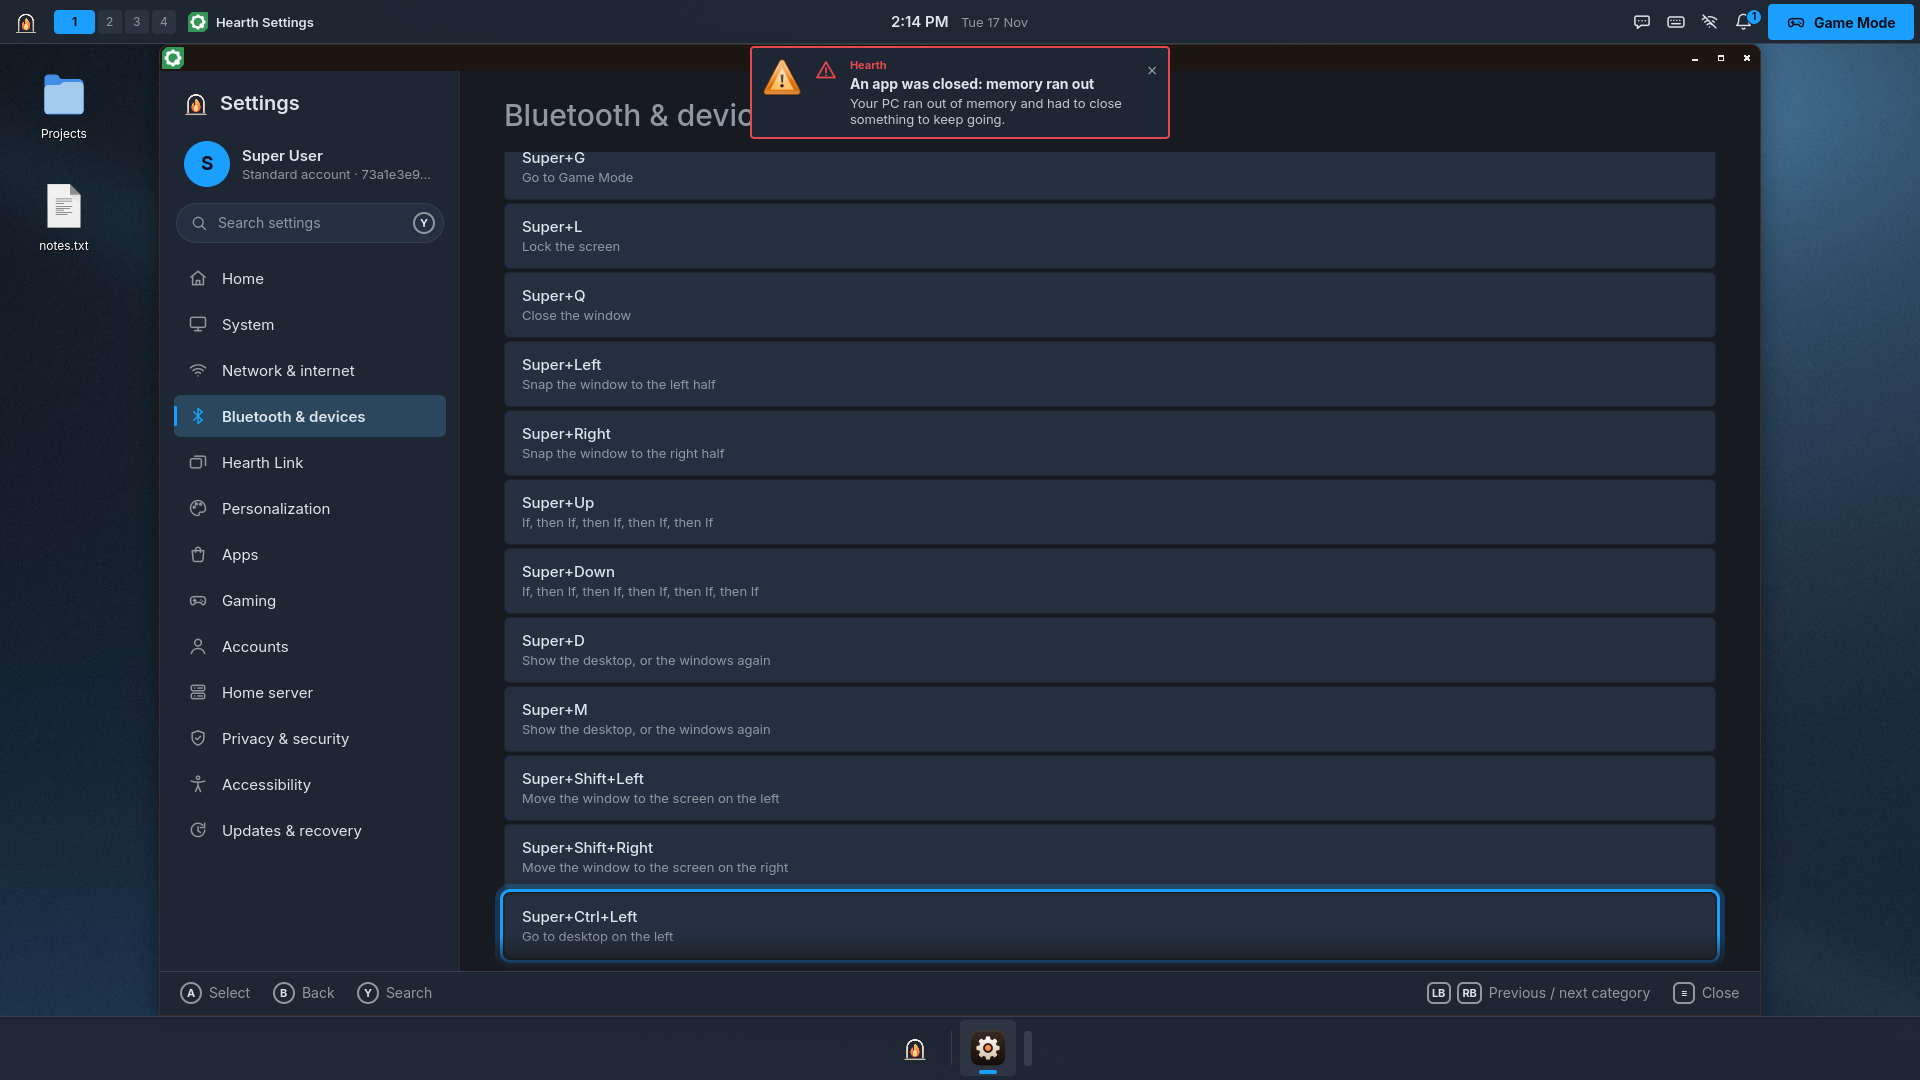 1 2 3 4 Hearth Settings 2:14 PM Tue 17 Nov 1 Game Mode
Projects
notes.txt
Settings
S
Super User
Standard account · 73a1e3e9...
Search settings Y
Home
System
Network & internet
Bluetooth & devices
Hearth Link
Personalization
Apps
Gaming
Accounts
Home server
Privacy & security
Accessibility
Updates & recovery
Hearth
An app was closed: memory ran out
Your PC ran out of memory and had to close
something to keep going.
Bluetooth & devic
Super+G
Go to Game Mode
Super+L
Lock the screen
Super+Q
Close the window
Super+Left
Snap the window to the left half
Super+Right
Snap the window to the right half
Super+Up
If, then If, then If, then If, then If
Super+Down
If, then If, then If, then If, then If, then If
Super+D
Show the desktop, or the windows again
Super+M
Show the desktop, or the windows again
Super+Shift+Left
Move the window to the screen on the left
Super+Shift+Right
Move the window to the screen on the right
Super+Ctrl+Left
Go to desktop on the left
A Select B Back Y Search LB RB Previous / next category Close